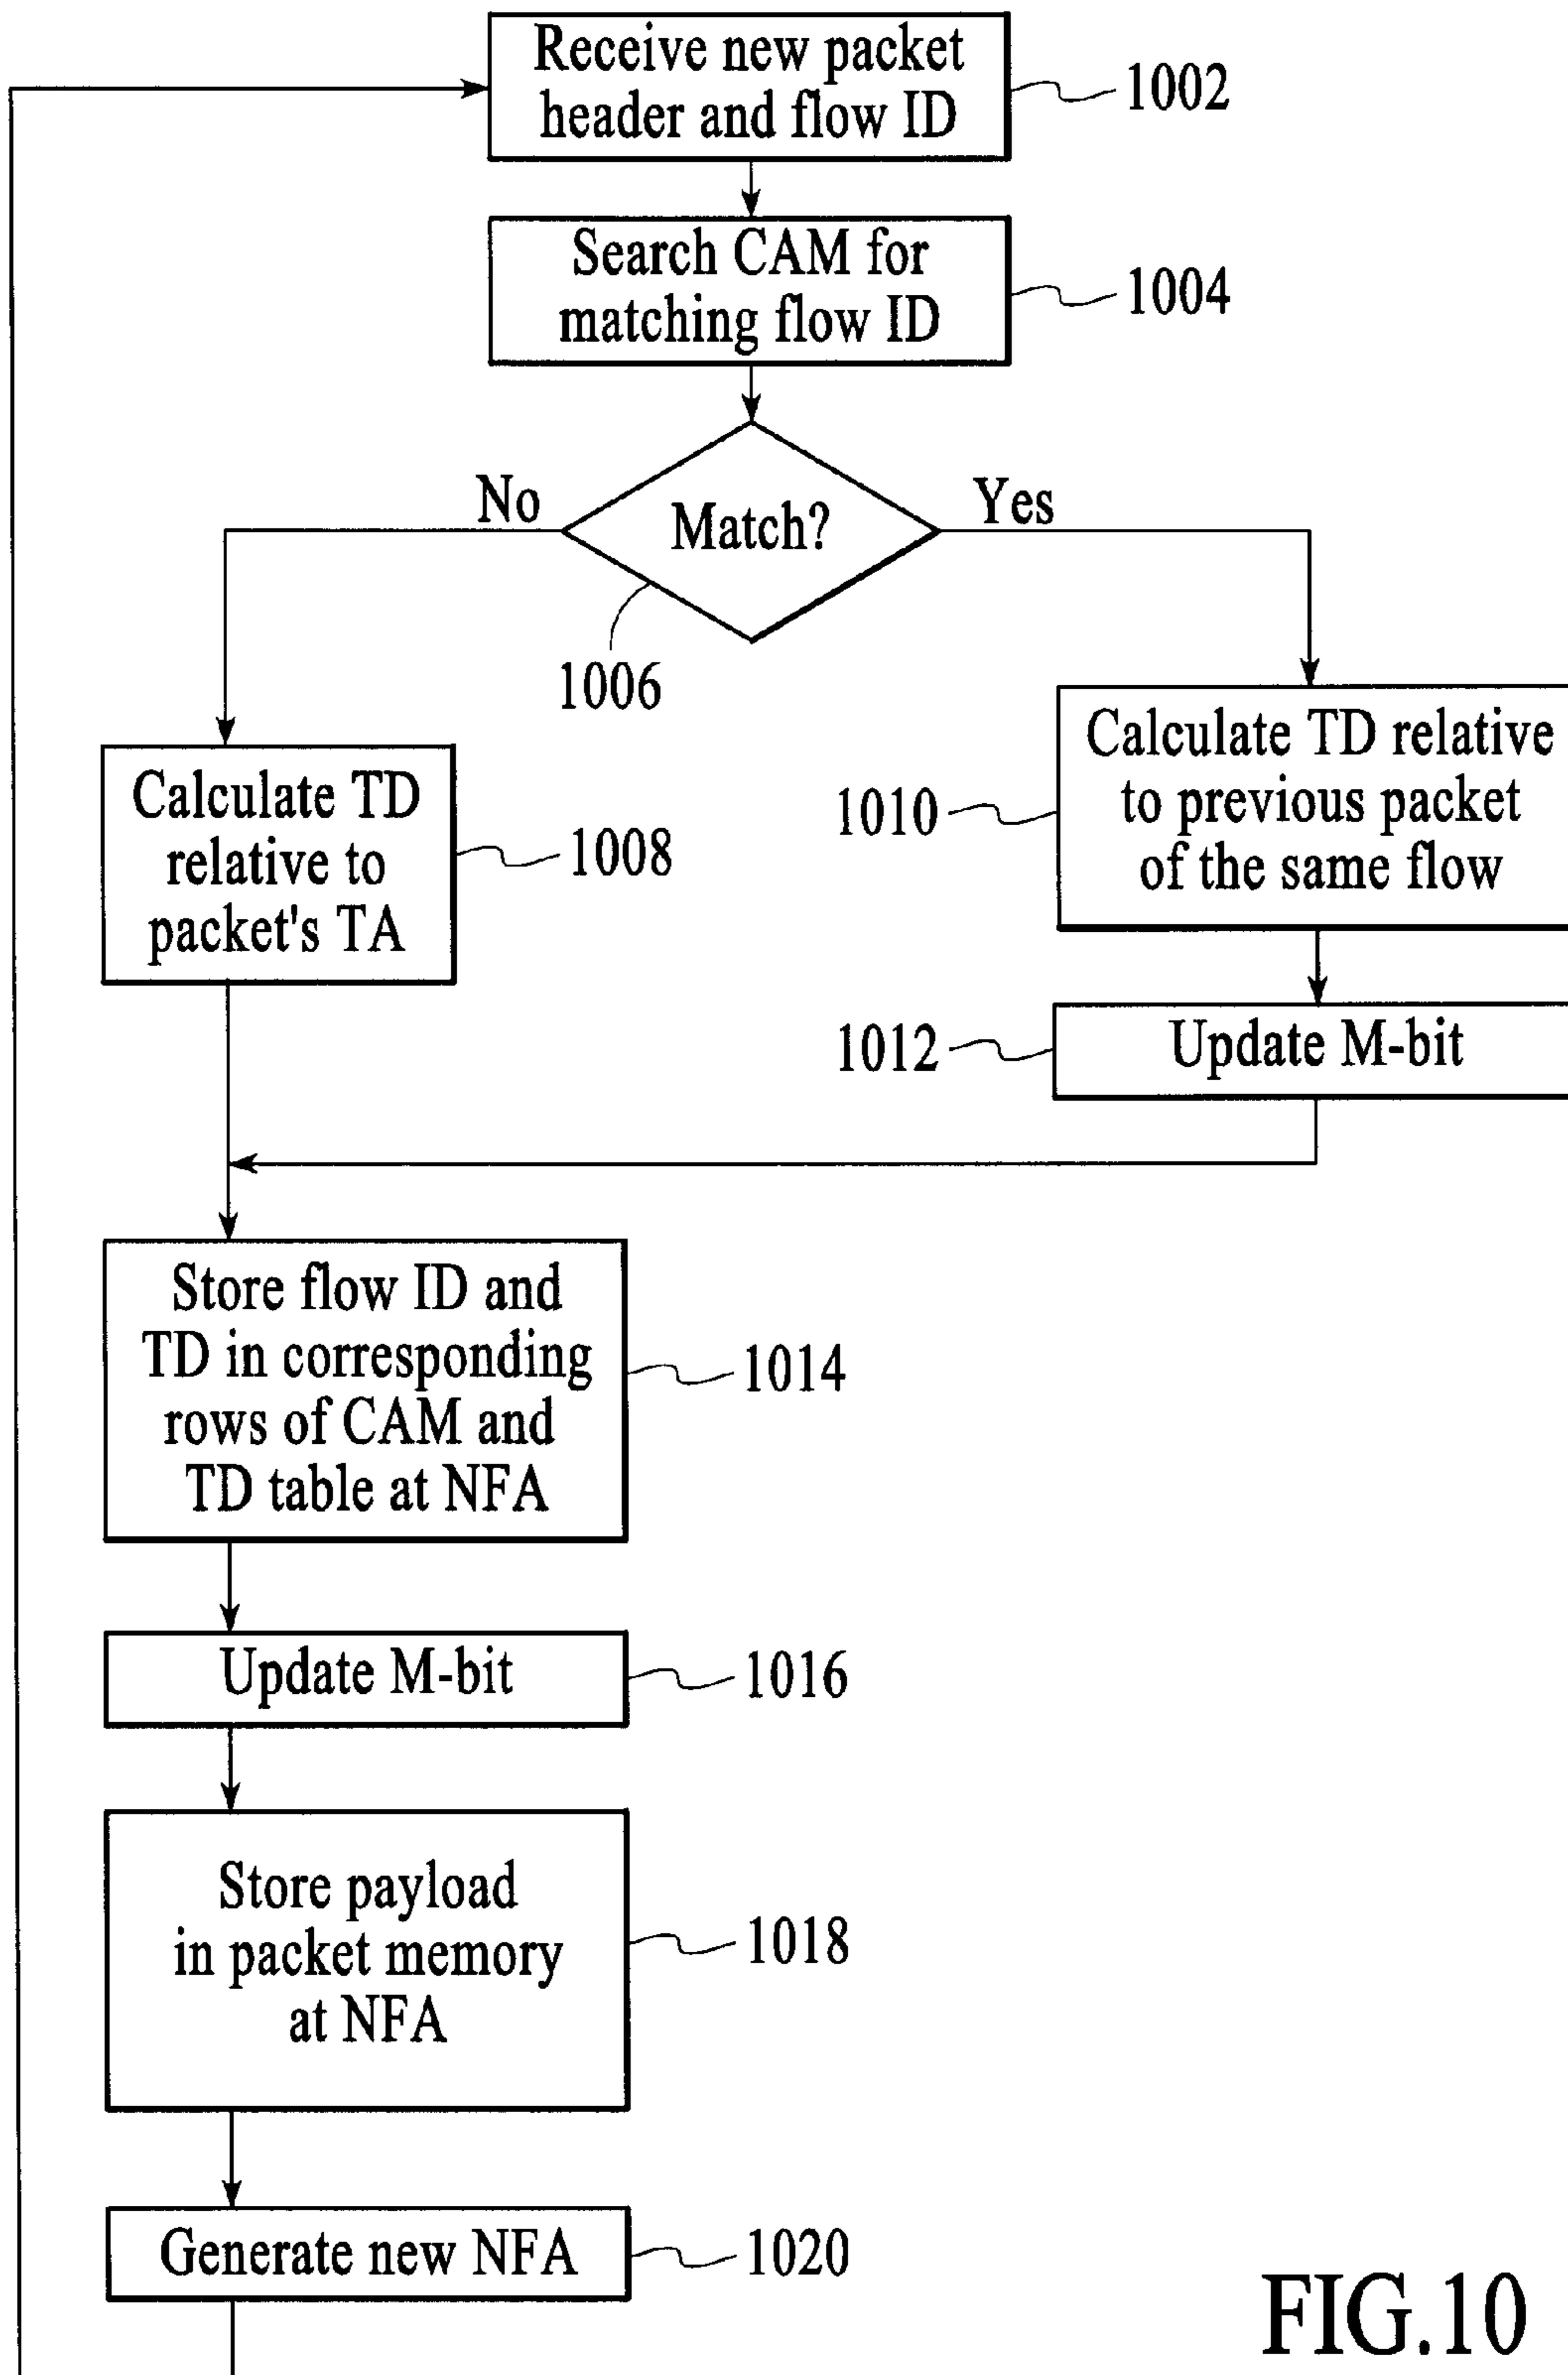 Receive new packet
header and flow ID
1002
Search CAM for
matching flow ID
1004
No
Match?
Yes
1006
Calculate TD
relative to
packet's TA
1008
Calculate TD relative
to previous packet
of the same flow
1010
Update M-bit
1012
Store flow ID and
TD in corresponding
rows of CAM and
TD table at NFA
1014
Update M-bit
1016
Store payload
in packet memory
at NFA
1018
Generate new NFA
1020
FIG.10